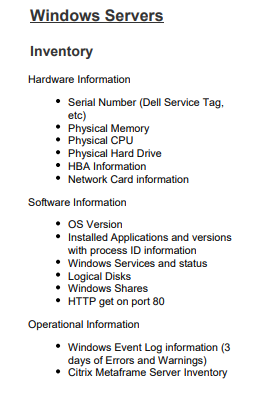 Windows Servers
Inventory
Hardware Information
• Serial Number (Dell Service Tag,
etc)
• Physical Memory
• Physical CPU
• Physical Hard Drive
• HBA Information
• Network Card information
Software Information
• OS Version
• Installed Applications and versions
with process ID information
• Windows Services and status
• Logical Disks
• Windows Shares
• HTTP get on port 80
Operational Information
• Windows Event Log information (3
days of Errors and Warnings)
• Citrix Metaframe Server Inventory